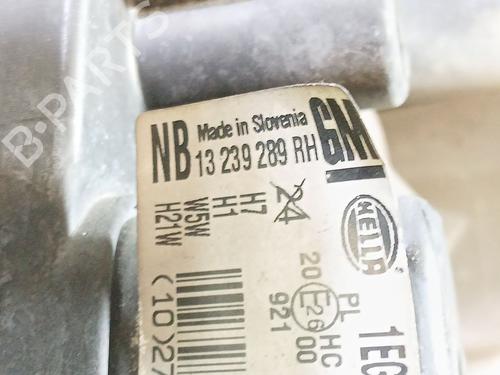 B-PARTS
NB Made in Slovenia
13 239 289 RH GM
W5W H7 24
H21W H1
HELLA
20 E26 00
921
PL HC
(10)27